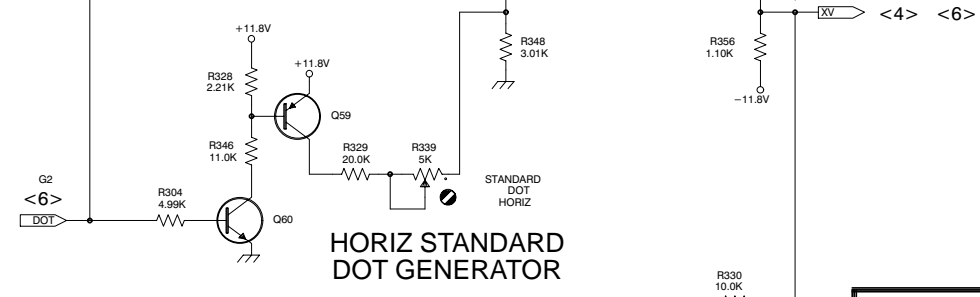 XV <4> <6>
+11.8V
R348
3.01K
R356
1.10K
+11.8V
R328
2.21K
−11.8V
Q59
R346
11.0K
R329
20.0K
R339
5K
G2
<6>
DOT
R304
4.99K
STANDARD
DOT
HORIZ
Q60
HORIZ STANDARD
DOT GENERATOR
R330
10.0K